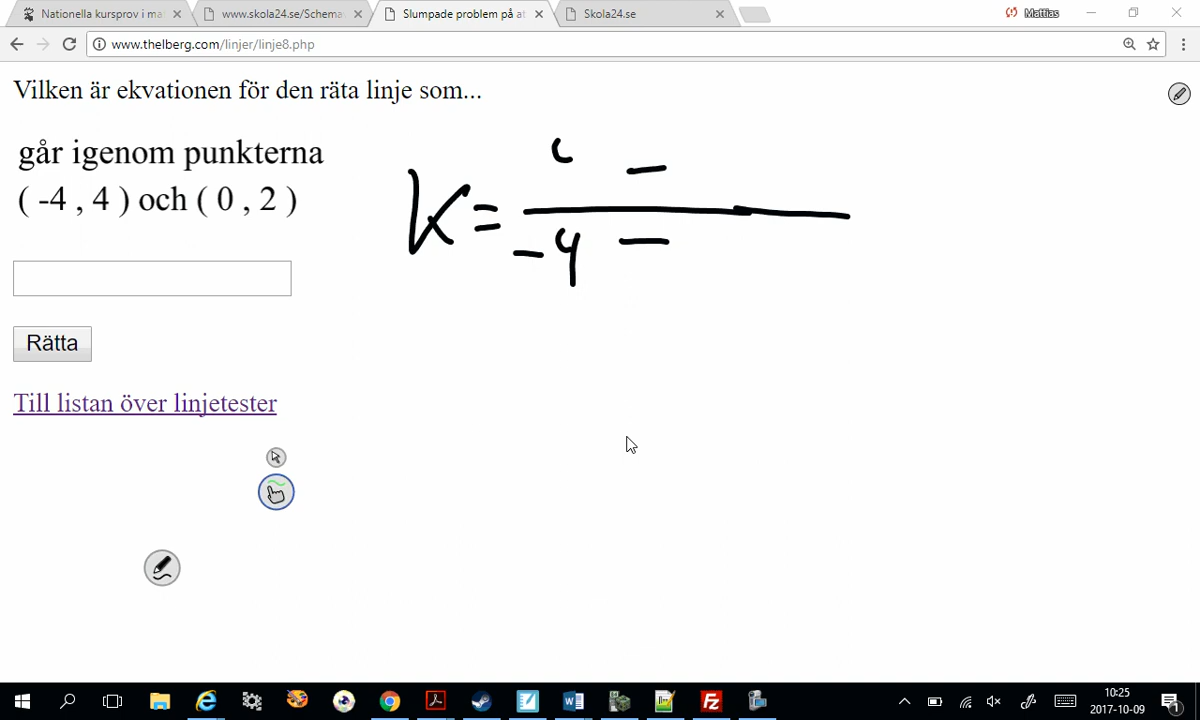 Nationella kursprov i ma
www.skola24.se/Schema
Slumpade problem på at
Skola24.se
Mattias
www.thelberg.com/linjer/linje8.php
Vilken är ekvationen för den räta linje som...
går igenom punkterna
( -4 , 4 ) och ( 0 , 2 )
K = — 
-4 —
Rätta
Till listan över linjetester
10:25
2017-10-09
1